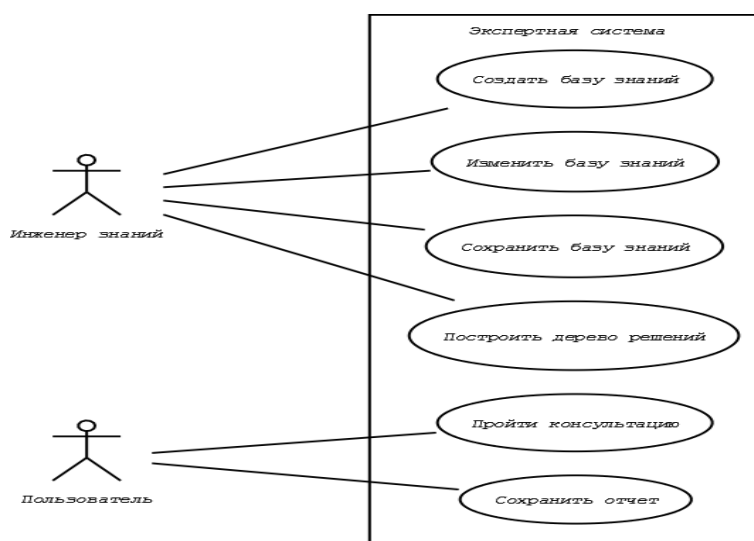 Экспертная система
Создать базу знаний
Изменить базу знаний
Инженер знаний
Сохранить базу знаний
Построить дерево решений
Пройти консультацию
Пользователь
Сохранить отчет